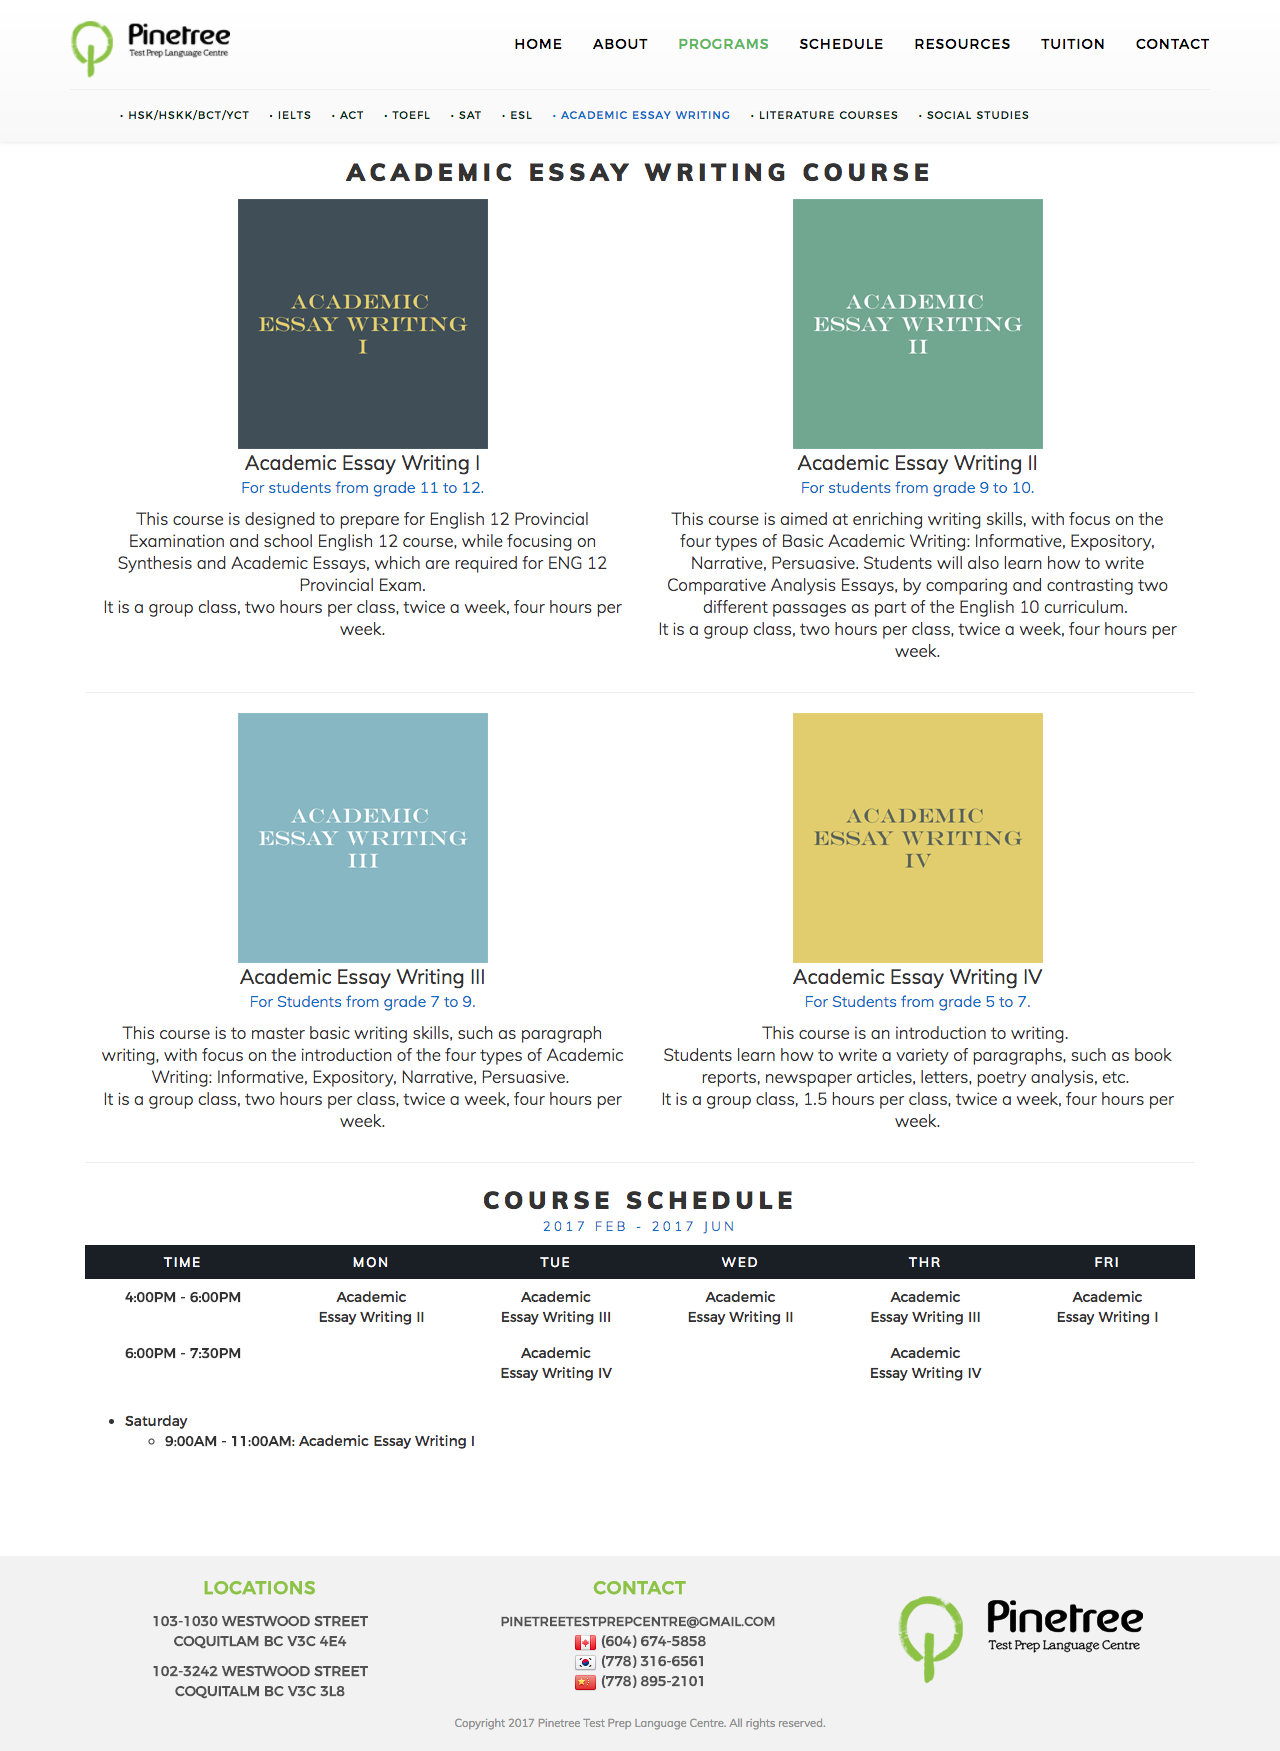 Pinetree
Test Prep Language Centre
HOME ABOUT PROGRAMS SCHEDULE RESOURCES TUITION CONTACT
• HSK/HSKK/BCT/YCT • IELTS • ACT • TOEFL • SAT • ESL • ACADEMIC ESSAY WRITING • LITERATURE COURSES • SOCIAL STUDIES
ACADEMIC ESSAY WRITING COURSE
ACADEMIC
ESSAY WRITING
I
Academic Essay Writing I
For students from grade 11 to 12.
This course is designed to prepare for English 12 Provincial
Examination and school English 12 course, while focusing on
Synthesis and Academic Essays, which are required for ENG 12
Provincial Exam.
It is a group class, two hours per class, twice a week, four hours per
week.
ACADEMIC
ESSAY WRITING
II
Academic Essay Writing II
For students from grade 9 to 10.
This course is aimed at enriching writing skills, with focus on the
four types of Basic Academic Writing: Informative, Expository,
Narrative, Persuasive. Students will also learn how to write
Comparative Analysis Essays, by comparing and contrasting two
different passages as part of the English 10 curriculum.
It is a group class, two hours per class, twice a week, four hours per
week.
ACADEMIC
ESSAY WRITING
III
Academic Essay Writing III
For Students from grade 7 to 9.
This course is to master basic writing skills, such as paragraph
writing, with focus on the introduction of the four types of Academic
Writing: Informative, Expository, Narrative, Persuasive.
It is a group class, two hours per class, twice a week, four hours per
week.
ACADEMIC
ESSAY WRITING
IV
Academic Essay Writing IV
For Students from grade 5 to 7.
This course is an introduction to writing.
Students learn how to write a variety of paragraphs, such as book
reports, newspaper articles, letters, poetry analysis, etc.
It is a group class, 1.5 hours per class, twice a week, four hours per
week.
COURSE SCHEDULE
2017 FEB - 2017 JUN
TIME MON TUE WED THR FRI
4:00PM - 6:00PM Academic Academic Academic Academic Academic
Essay Writing II Essay Writing III Essay Writing II Essay Writing III Essay Writing I
6:00PM - 7:30PM Academic Academic
Essay Writing IV Essay Writing IV
• Saturday
◦ 9:00AM - 11:00AM: Academic Essay Writing I
LOCATIONS
103-1030 WESTWOOD STREET
COQUITLAM BC V3C 4E4
102-3242 WESTWOOD STREET
COQUITALM BC V3C 3L8
CONTACT
PINETREETESTPREPCENTRE@GMAIL.COM
(604) 674-5858
(778) 316-6561
(778) 895-2101
Pinetree
Test Prep Language Centre
Copyright 2017 Pinetree Test Prep Language Centre. All rights reserved.